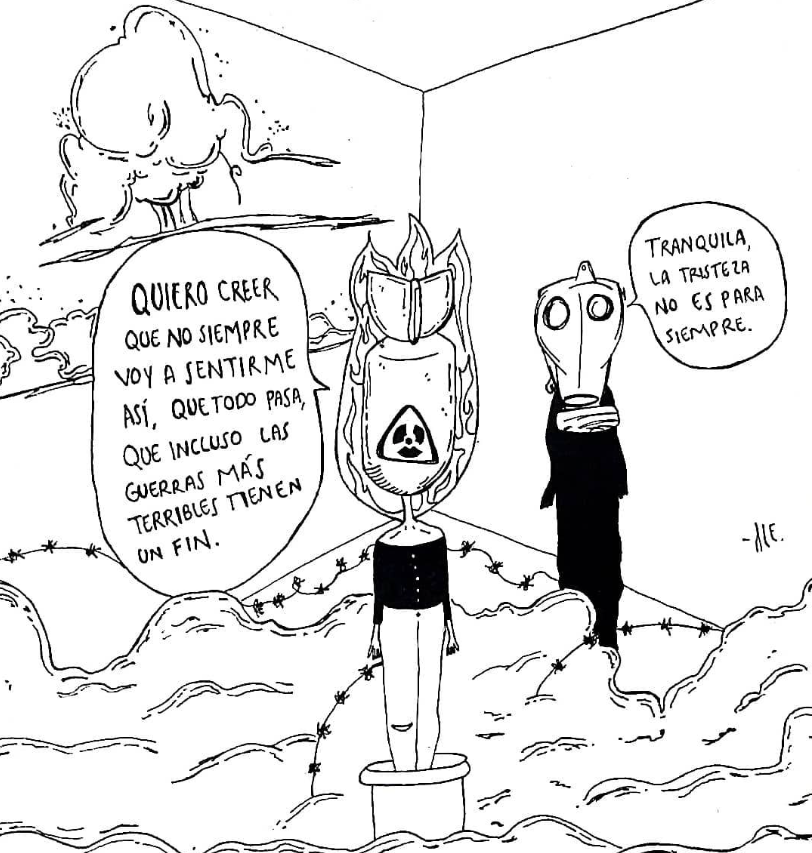 QUIERO CREER
QUE NO SIEMPRE
VOY A SENTIRME
ASÍ, QUE TODO PASA,
QUE INCLUSO LAS
GUERRAS MÁS
TERRIBLES TIENEN
UN FIN.
TRANQUILA,
LA TRISTEZA
NO ES PARA
SIEMPRE.